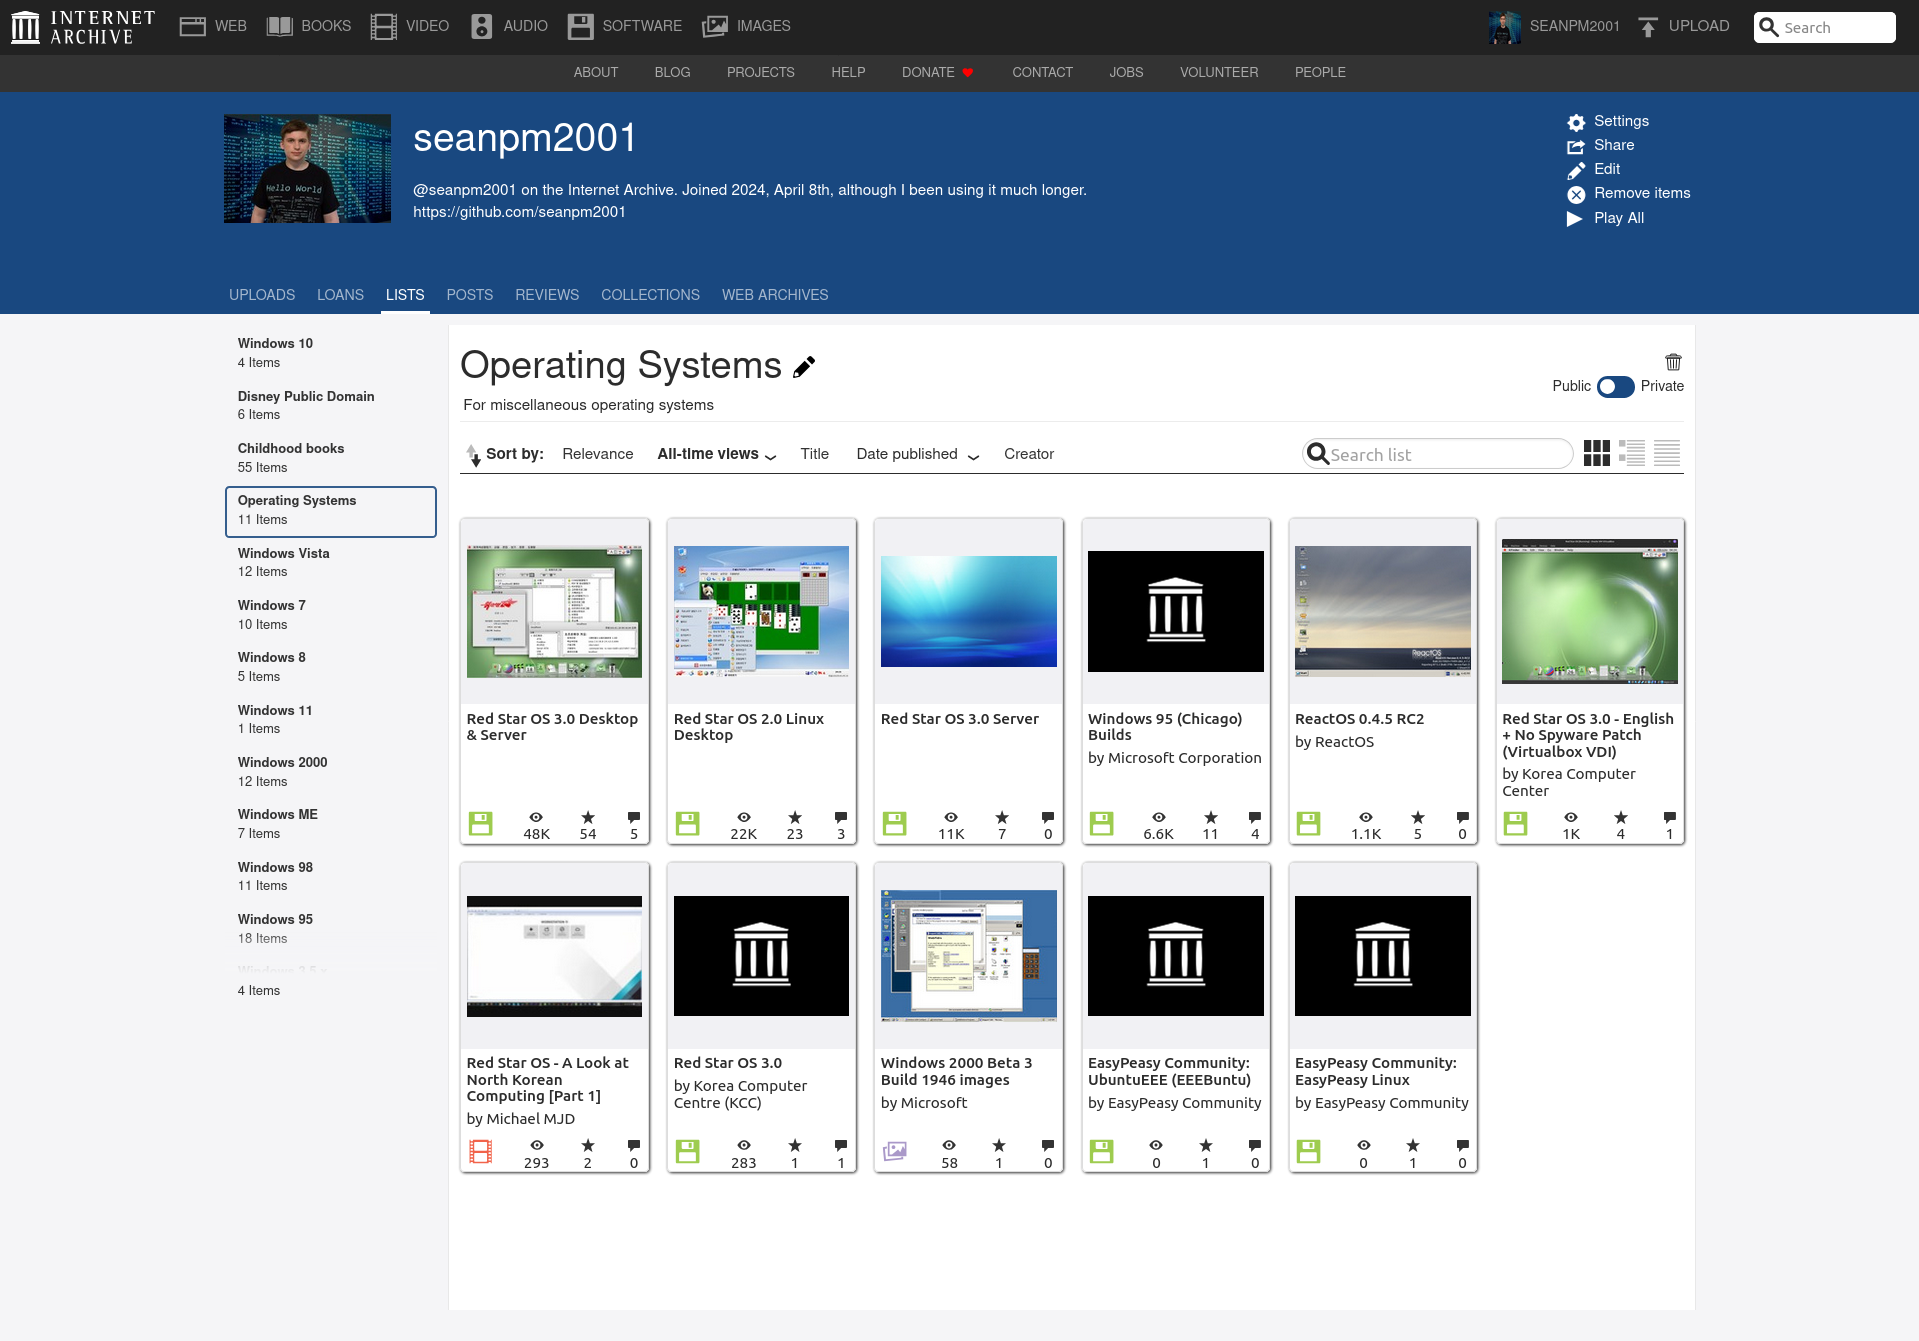 INTERNET
ARCHIVE
WEB
BOOKS
VIDEO
AUDIO
SOFTWARE
IMAGES
SEANPM2001
UPLOAD
Search
ABOUT
BLOG
PROJECTS
HELP
DONATE
CONTACT
JOBS
VOLUNTEER
PEOPLE
Hello World
seanpm2001
@seanpm2001 on the Internet Archive. Joined 2024, April 8th, although I been using it much longer.
https://github.com/seanpm2001
Settings
Share
Edit
Remove items
Play All
UPLOADS
LOANS
LISTS
POSTS
REVIEWS
COLLECTIONS
WEB ARCHIVES
Windows 10
4 Items
Disney Public Domain
6 Items
Childhood books
55 Items
Operating Systems
11 Items
Windows Vista
12 Items
Windows 7
10 Items
Windows 8
5 Items
Windows 11
1 Items
Windows 2000
12 Items
Windows ME
7 Items
Windows 98
11 Items
Windows 95
18 Items
4 Items
Operating Systems
For miscellaneous operating systems
Public
Private
Sort by:
Relevance
All-time views
Title
Date published
Creator
Search list
Red Star OS 3.0 Desktop
& Server
48K
54
5
Red Star OS 2.0 Linux
Desktop
22K
23
3
Red Star OS 3.0 Server
11K
7
0
Windows 95 (Chicago)
Builds
by Microsoft Corporation
6.6K
11
4
ReactOS
ReactOS 0.4.5 RC2
by ReactOS
1.1K
5
0
Red Star OS 3.0 - English
+ No Spyware Patch
(Virtualbox VDI)
by Korea Computer
Center
1K
4
1
Red Star OS - A Look at
North Korean
Computing [Part 1]
by Michael MJD
293
2
0
Red Star OS 3.0
by Korea Computer
Centre (KCC)
283
1
1
Windows 2000 Beta 3
Build 1946 images
by Microsoft
58
1
0
EasyPeasy Community:
UbuntuEEE (EEEBuntu)
by EasyPeasy Community
0
1
0
EasyPeasy Community:
EasyPeasy Linux
by EasyPeasy Community
0
1
0